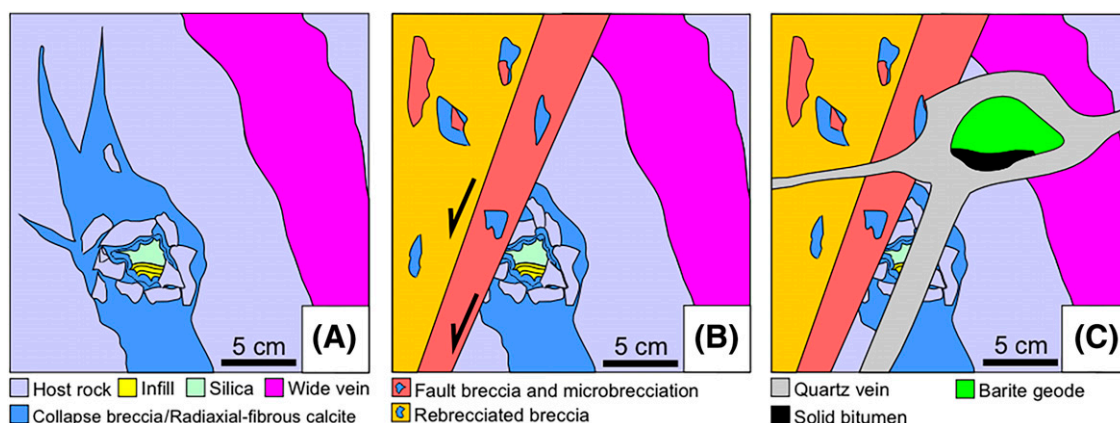 (A)
5 cm
(B)
5 cm
(C)
5 cm
Host rock Infill Silica Wide vein
Collapse breccia/Radiaxial-fibrous calcite
Fault breccia and microbrecciation
Rebrecciated breccia
Quartz vein Barite geode
Solid bitumen